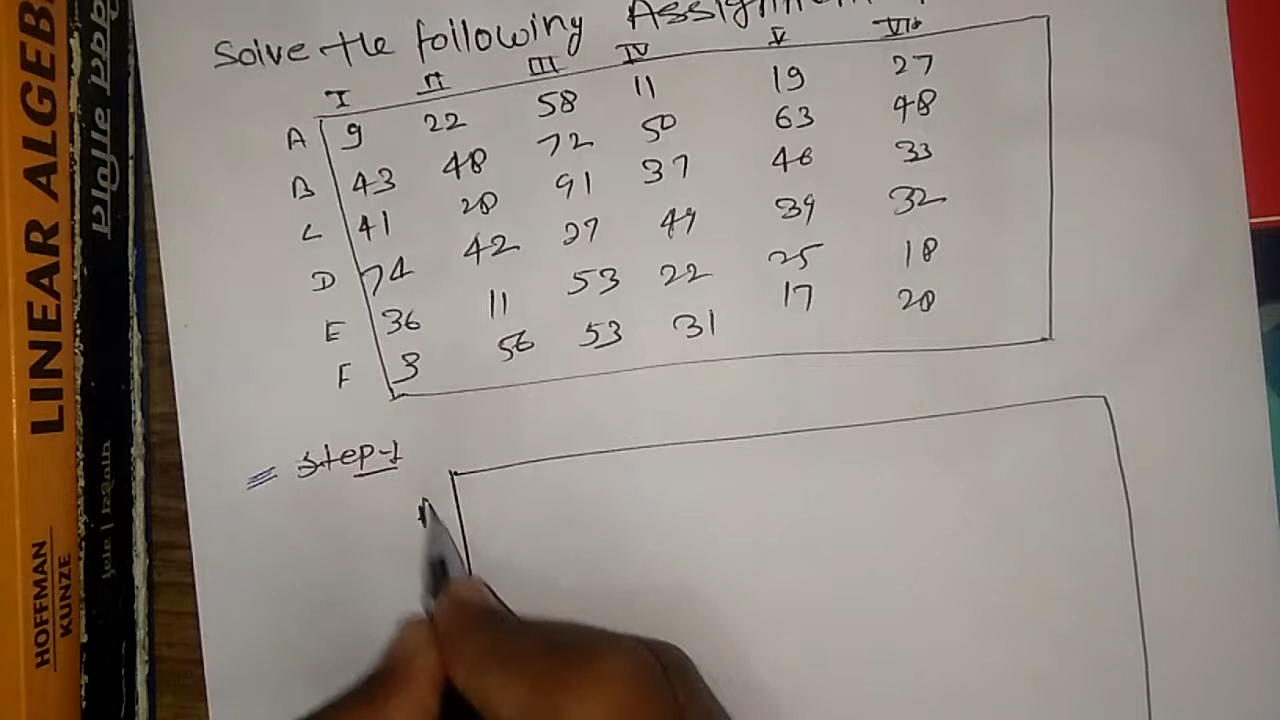 Solve the following Assignment
I II III IV V VI
A 9 22 58 11 19 27
B 43 48 72 50 63 48
C 41 28 91 37 46 33
D 74 42 27 49 39 32
E 36 11 53 22 25 18
F 3 56 53 31 17 28
= Step-1
LINEAR ALGEB
HOFFMAN
KUNZE